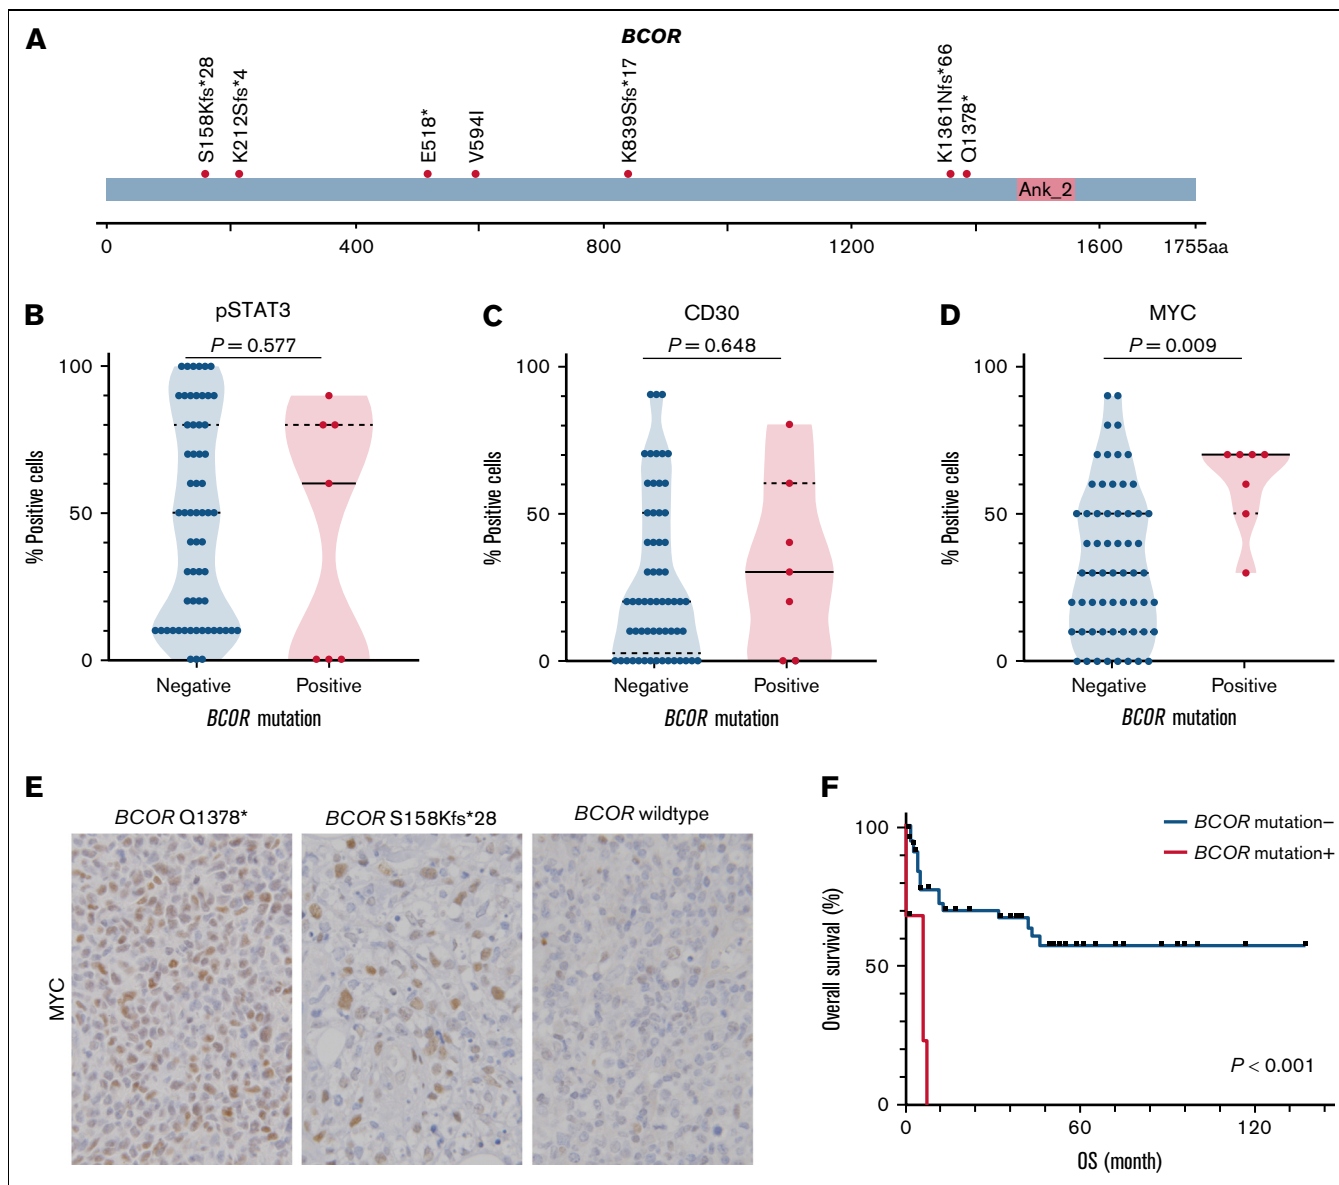 A
BCOR
S158Kfs*28
K212Sfs*4
E518*
V594I
K839Sfs*17
K1361Nfs*66
Q1378*
Ank_2
0 400 800 1200 1600 1755aa
B
pSTAT3
P = 0.577
% Positive cells
100
50
0
Negative Positive
BCOR mutation
C
CD30
P = 0.648
% Positive cells
100
50
0
Negative Positive
BCOR mutation
D
MYC
P = 0.009
% Positive cells
100
50
0
Negative Positive
BCOR mutation
E
BCOR Q1378* BCOR S158Kfs*28 BCOR wildtype
MYC
F
Overall survival (%)
100
50
0
BCOR mutation–
BCOR mutation+
P < 0.001
0 60 120
OS (month)